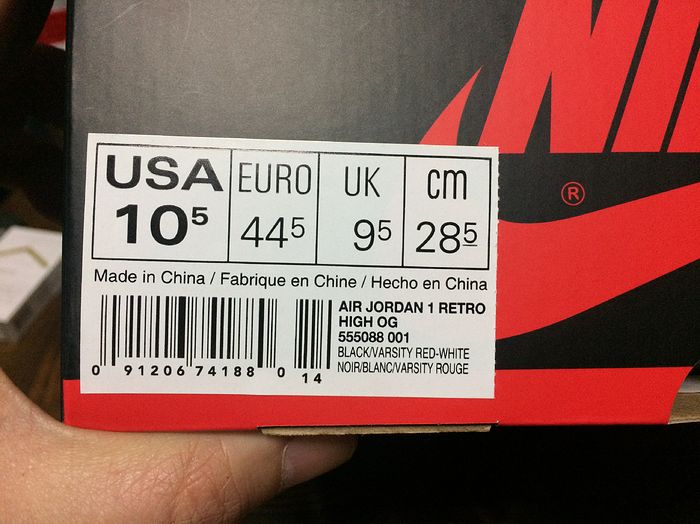 NI
®
USA EURO UK cm
10⁵ 44⁵ 9⁵ 28⁵
Made in China / Fabrique en Chine / Hecho en China
AIR JORDAN 1 RETRO
HIGH OG
555088 001
BLACK/VARSITY RED-WHITE
NOIR/BLANC/VARSITY ROUGE
0 91206 74188 0 14